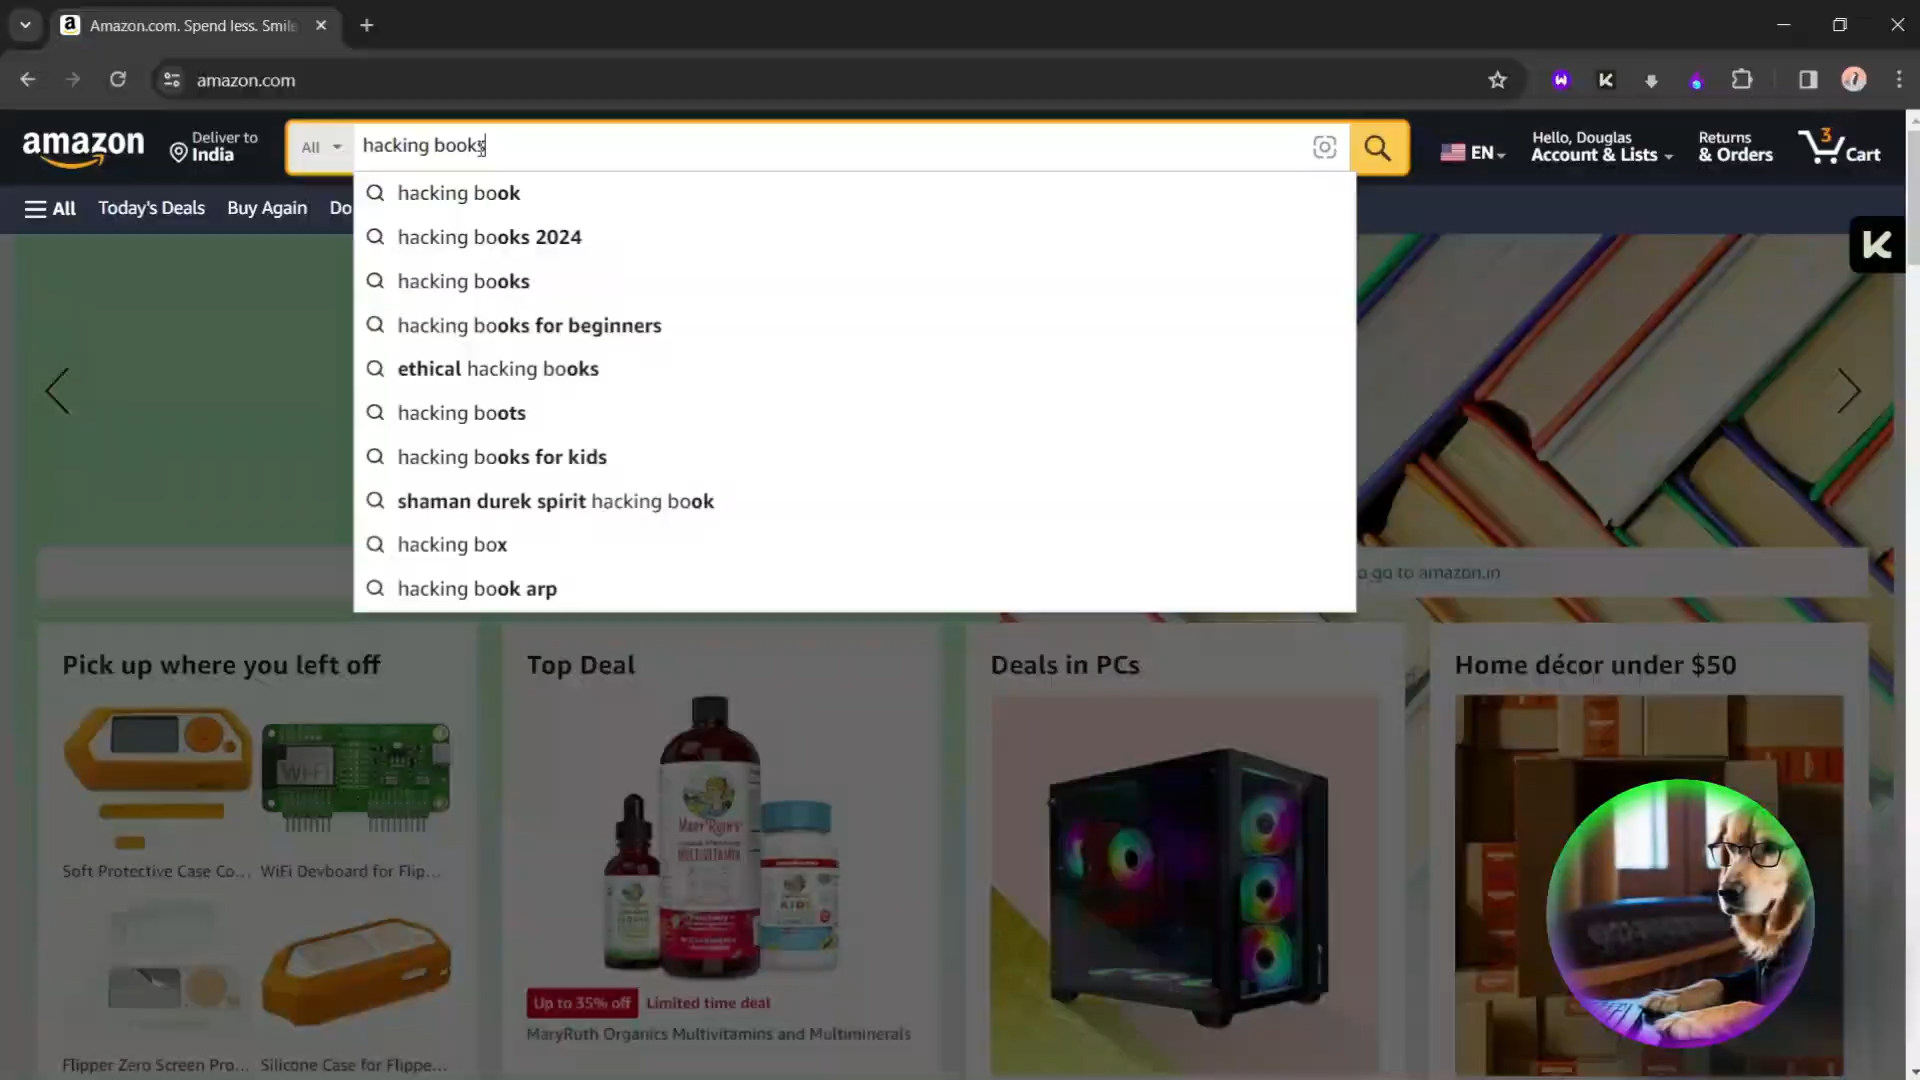 Amazon.com. Spend less. Smile
amazon.com
amazon
Deliver to
India
All
hacking books
EN
Hello, Douglas
Account & Lists
Returns
& Orders
3
Cart
All
Today's Deals
Buy Again
Do
hacking book
hacking books 2024
hacking books
hacking books for beginners
ethical hacking books
hacking boots
hacking books for kids
shaman durek spirit hacking book
hacking box
hacking book arp
K
o go to amazon.in
Pick up where you left off
Top Deal
Deals in PCs
Home décor under $50
WiFi
MARYRUTH'S
MULTIVITAMIN
KIDS
Soft Protective Case Co...
WiFi Devboard for Flip...
Up to 35% off
Limited time deal
MaryRuth Organics Multivitamins and Multiminerals
Flipper Zero Screen Pro...
Silicone Case for Flippe...